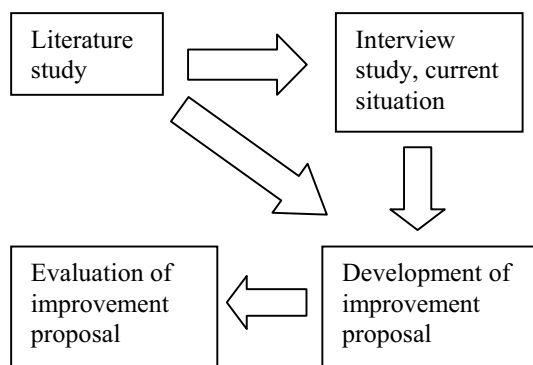 Literature
study
Interview
study, current
situation
Evaluation of
improvement
proposal
Development of
improvement
proposal